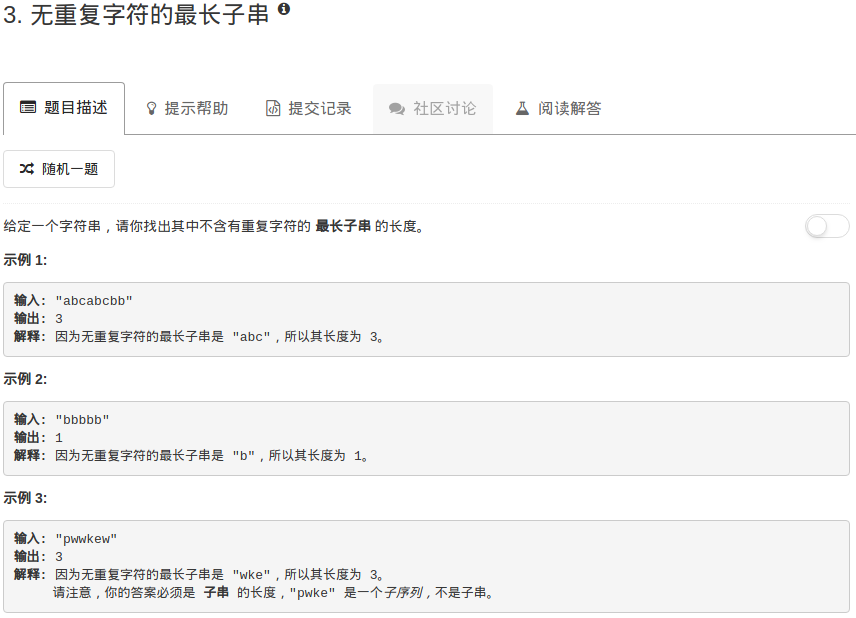 3. 无重复字符的最长子串
题目描述 提示帮助 提交记录 社区讨论 阅读解答
随机一题
给定一个字符串，请你找出其中不含有重复字符的 最长子串 的长度。
示例 1:
输入: "abcabcbb"
输出: 3
解释: 因为无重复字符的最长子串是 "abc"，所以其长度为 3。
示例 2:
输入: "bbbbb"
输出: 1
解释: 因为无重复字符的最长子串是 "b"，所以其长度为 1。
示例 3:
输入: "pwwkew"
输出: 3
解释: 因为无重复字符的最长子串是 "wke"，所以其长度为 3。
请注意，你的答案必须是 子串 的长度，"pwke" 是一个子序列，不是子串。